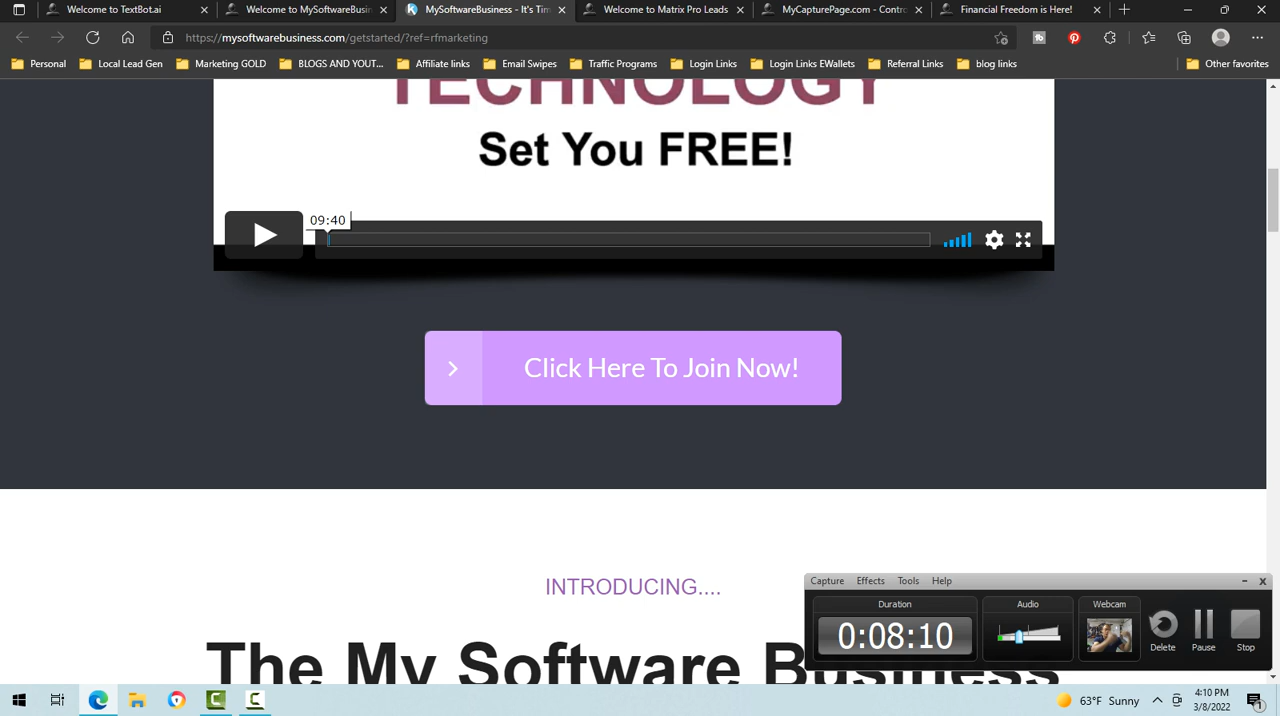 Welcome to TextBot.ai
Welcome to MySoftwareBusin
MySoftwareBusiness - It's Tim
Welcome to Matrix Pro Leads
MyCapturePage.com - Control
Financial Freedom is Here!
https://mysoftwarebusiness.com/getstarted/?ref=rfmarketing
Personal
Local Lead Gen
Marketing GOLD
BLOGS AND YOUT...
Affiliate links
Email Swipes
Traffic Programs
Login Links
Login Links EWallets
Referral Links
blog links
Other favorites
TECHNOLOGY
Set You FREE!
09:40
Click Here To Join Now!
INTRODUCING....
The My Software Business
Capture Effects Tools Help
Duration
Audio
Webcam
0:08:10
Delete
Pause
Stop
63°F Sunny
4:10 PM
3/8/2022
1